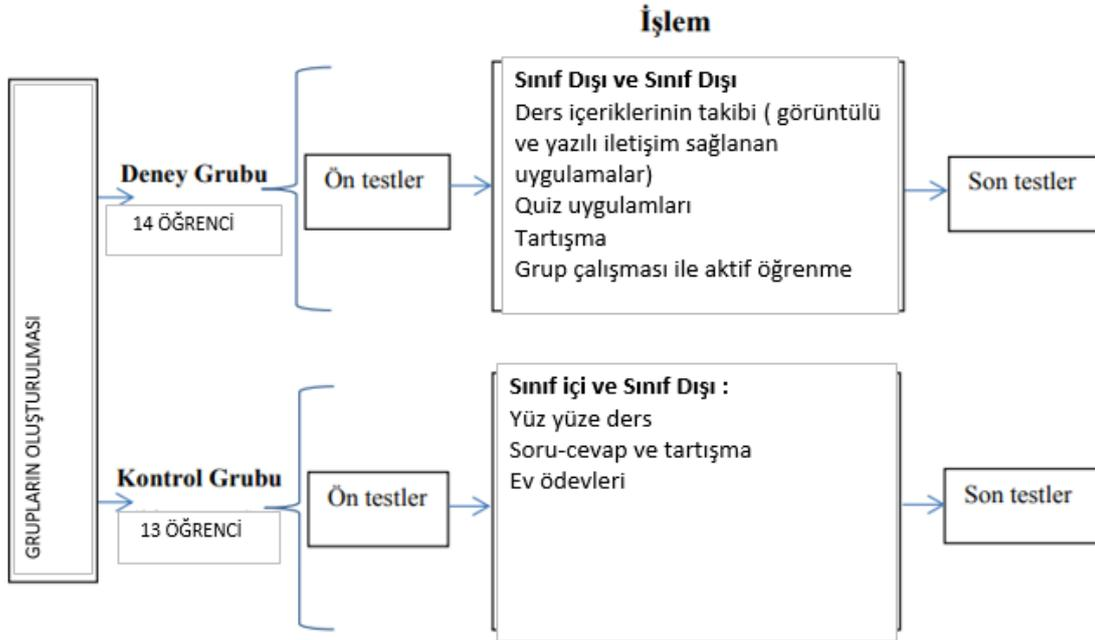 İşlem
GRUPLARIN OLUŞTURULMASI
Deney Grubu
14 ÖĞRENCİ
Ön testler
Sınıf Dışı ve Sınıf Dışı
Ders içeriklerinin takibi ( görüntülü
ve yazılı iletişim sağlanan
uygulamalar)
Quiz uygulamları
Tartışma
Grup çalışması ile aktif öğrenme
Son testler
Kontrol Grubu
13 ÖĞRENCİ
Ön testler
Sınıf içi ve Sınıf Dışı :
Yüz yüze ders
Soru-cevap ve tartışma
Ev ödevleri
Son testler